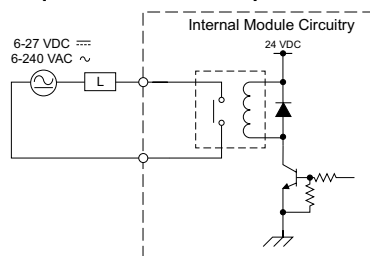 Internal Module Circuitry
6-27 VDC ⎓
6-240 VAC ∿
24 VDC
L